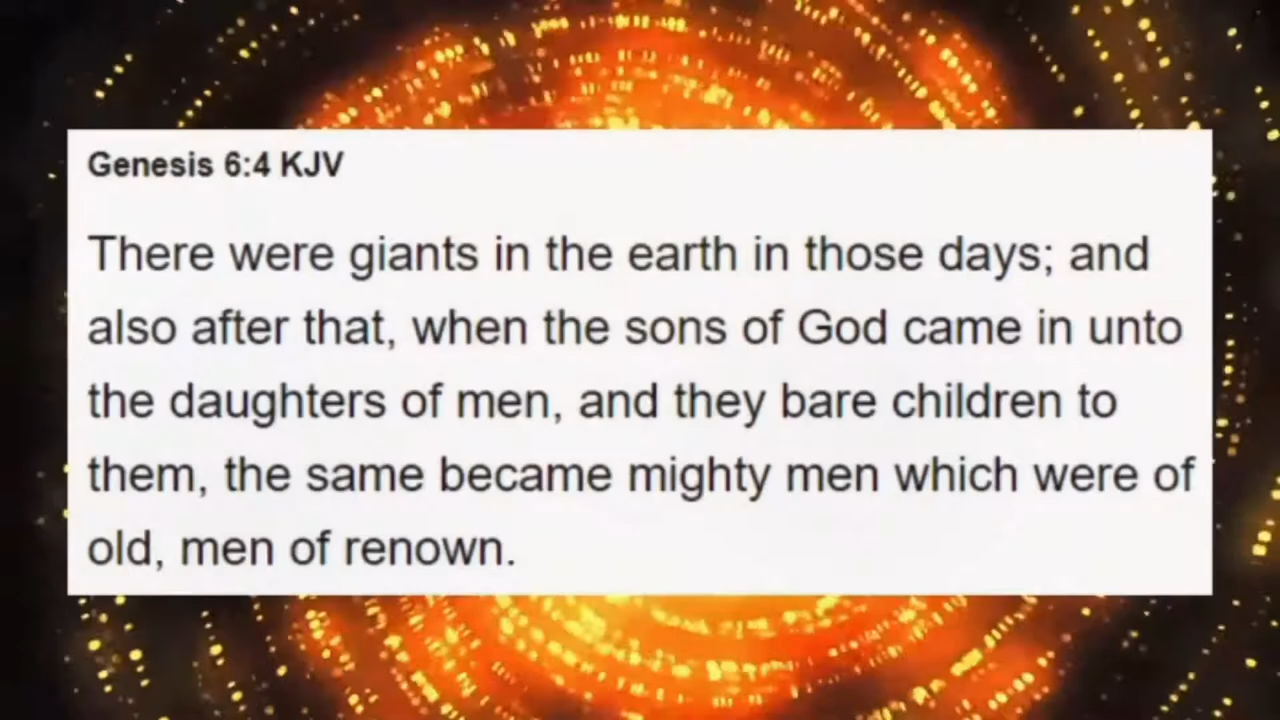 Genesis 6:4 KJV
There were giants in the earth in those days; and
also after that, when the sons of God came in unto
the daughters of men, and they bare children to
them, the same became mighty men which were of
old, men of renown.